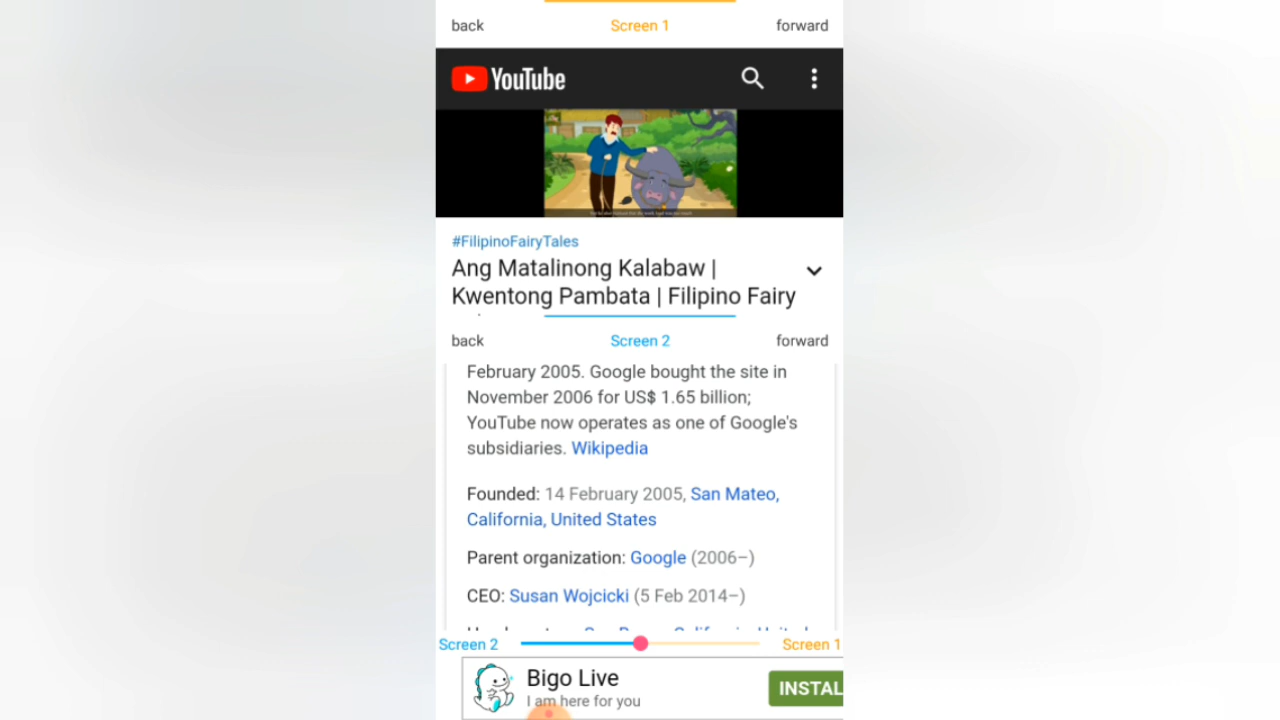 back Screen 1 forward
YouTube
#FilipinoFairyTales
Ang Matalinong Kalabaw |
Kwentong Pambata | Filipino Fairy
back Screen 2 forward
February 2005. Google bought the site in
November 2006 for US$ 1.65 billion;
YouTube now operates as one of Google's
subsidiaries. Wikipedia
Founded: 14 February 2005, San Mateo,
California, United States
Parent organization: Google (2006–)
CEO: Susan Wojcicki (5 Feb 2014–)
Screen 2 Screen 1
Bigo Live
I am here for you
INSTAL